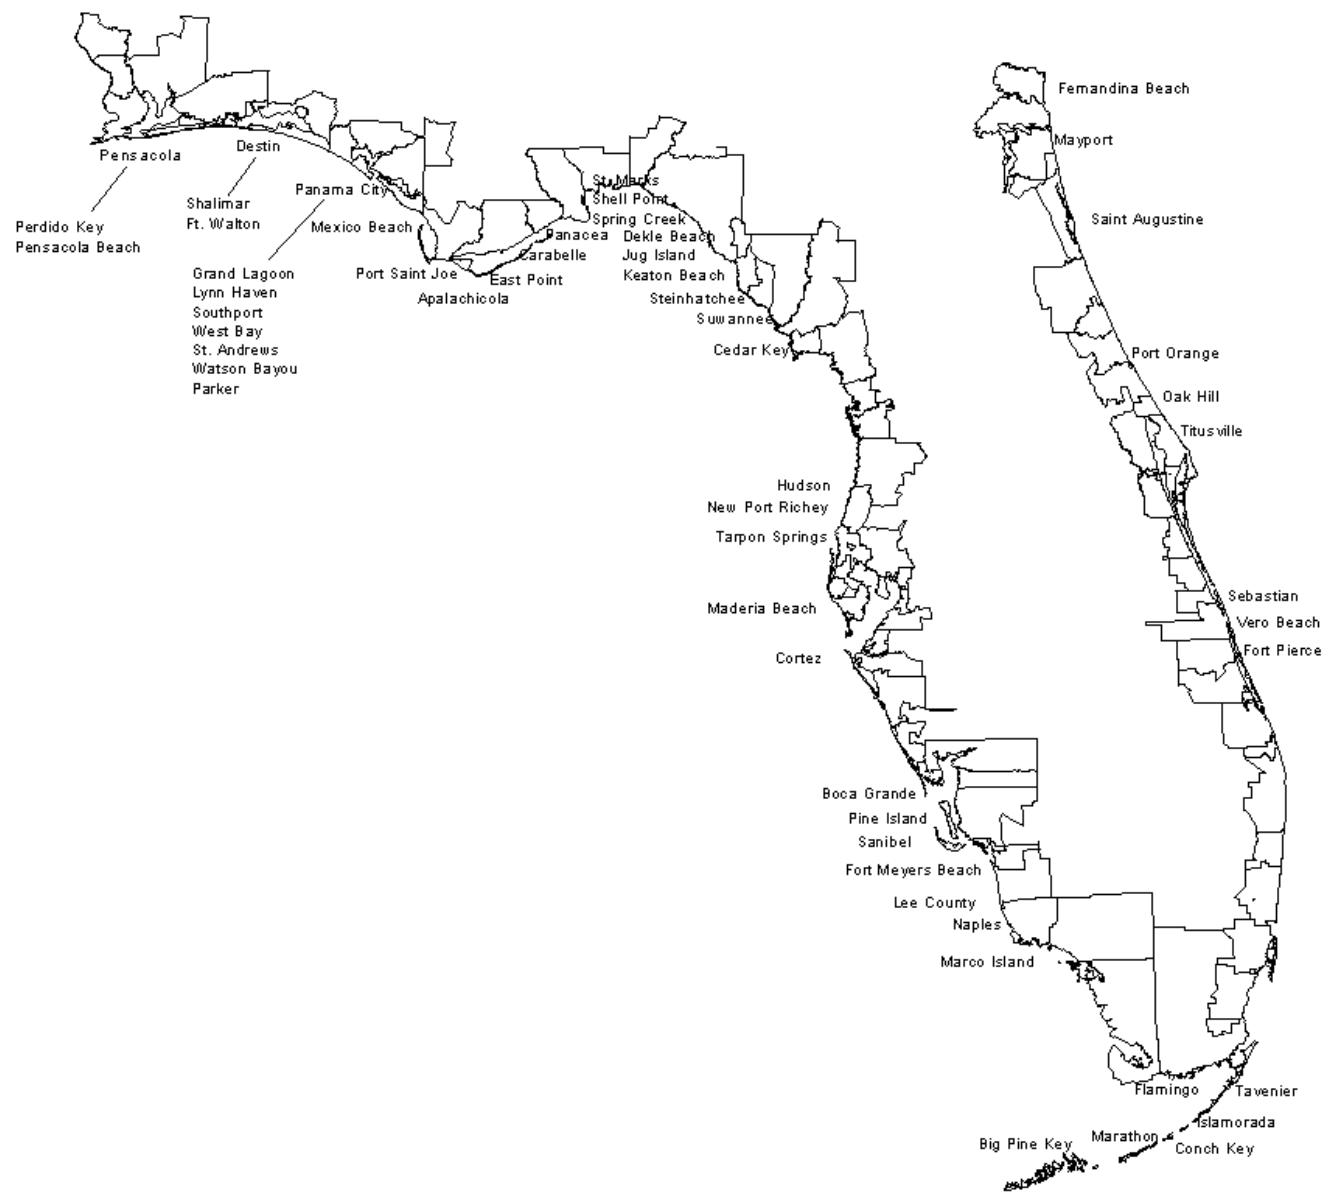 Fernandina Beach
Mayport
Pensacola
Destin
Panama City
Shalimar
Ft. Walton
Perdido Key
Pensacola Beach
Mexico Beach
Grand Lagoon
Lynn Haven
Southport
West Bay
St. Andrews
Watson Bayou
Parker
Port Saint Joe
Apalachicola
East Point
Carabelle
Panacea
St. Marks
Shell Point
Spring Creek
Dekle Beach
Jug Island
Keaton Beach
Steinhatchee
Suwannee
Cedar Key
Saint Augustine
Port Orange
Oak Hill
Titusville
Hudson
New Port Richey
Tarpon Springs
Maderia Beach
Cortez
Sebastian
Vero Beach
Fort Pierce
Boca Grande
Pine Island
Sanibel
Fort Meyers Beach
Lee County
Naples
Marco Island
Flamingo
Tavenier
Islamorada
Marathon
Conch Key
Big Pine Key